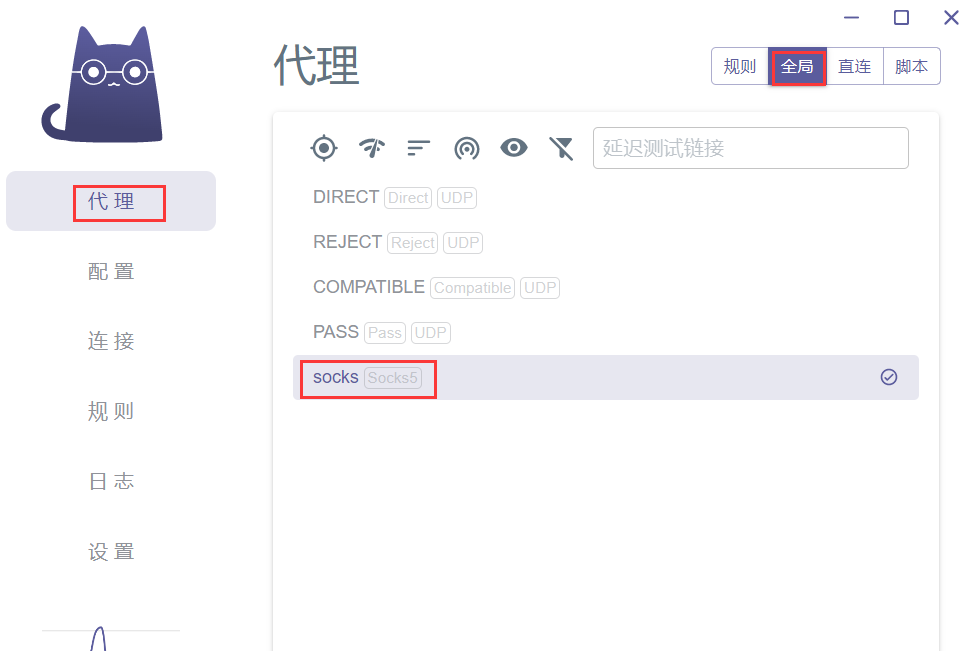 代理
规则 全局 直连 脚本
代理
配置
连接
规则
日志
设置
延迟测试链接
DIRECT Direct UDP
REJECT Reject UDP
COMPATIBLE Compatible UDP
PASS Pass UDP
socks Socks5